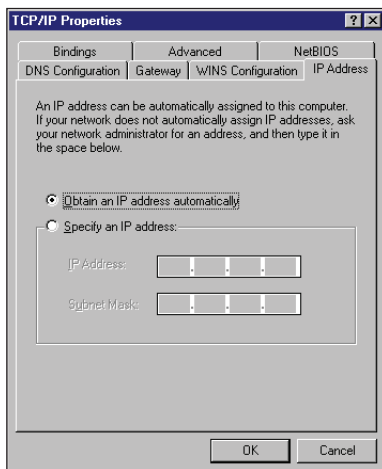 TCP/IP Properties
? X
Bindings Advanced NetBIOS
DNS Configuration Gateway WINS Configuration IP Address
An IP address can be automatically assigned to this computer.
If your network does not automatically assign IP addresses, ask
your network administrator for an address, and then type it in
the space below.
Obtain an IP address automatically
Specify an IP address:
IP Address:
Subnet Mask:
OK Cancel